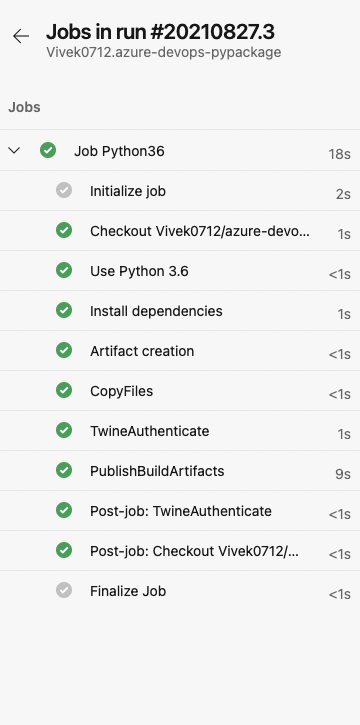 Jobs in run #20210827.3
Vivek0712.azure-devops-pypackage
Jobs
Job Python36 18s
Initialize job 2s
Checkout Vivek0712/azure-devo... 1s
Use Python 3.6 <1s
Install dependencies 1s
Artifact creation <1s
CopyFiles <1s
TwineAuthenticate 1s
PublishBuildArtifacts 9s
Post-job: TwineAuthenticate <1s
Post-job: Checkout Vivek0712/... <1s
Finalize Job <1s